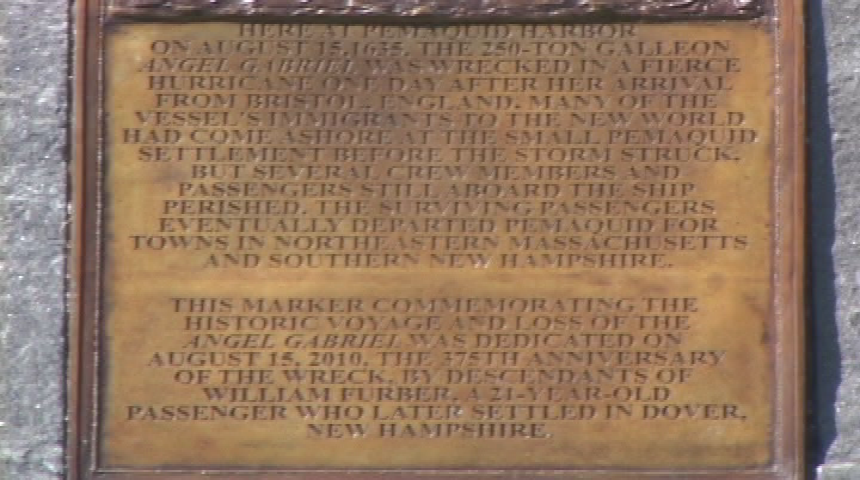 HERE AT PEMAQUID HARBOR
ON AUGUST 15, 1635, THE 250-TON GALLEON
ANGEL GABRIEL WAS WRECKED IN A FIERCE
HURRICANE ONE DAY AFTER HER ARRIVAL
FROM BRISTOL, ENGLAND. MANY OF THE
VESSEL'S IMMIGRANTS TO THE NEW WORLD
HAD COME ASHORE AT THE SMALL PEMAQUID
SETTLEMENT BEFORE THE STORM STRUCK,
BUT SEVERAL CREW MEMBERS AND
PASSENGERS STILL ABOARD THE SHIP
PERISHED. THE SURVIVING PASSENGERS
EVENTUALLY DEPARTED PEMAQUID FOR
TOWNS IN NORTHEASTERN MASSACHUSETTS
AND SOUTHERN NEW HAMPSHIRE.
THIS MARKER COMMEMORATING THE
HISTORIC VOYAGE AND LOSS OF THE
ANGEL GABRIEL WAS DEDICATED ON
AUGUST 15, 2010, THE 375TH ANNIVERSARY
OF THE WRECK, BY DESCENDANTS OF
WILLIAM FURBER, A 21-YEAR-OLD
PASSENGER WHO LATER SETTLED IN DOVER,
NEW HAMPSHIRE.